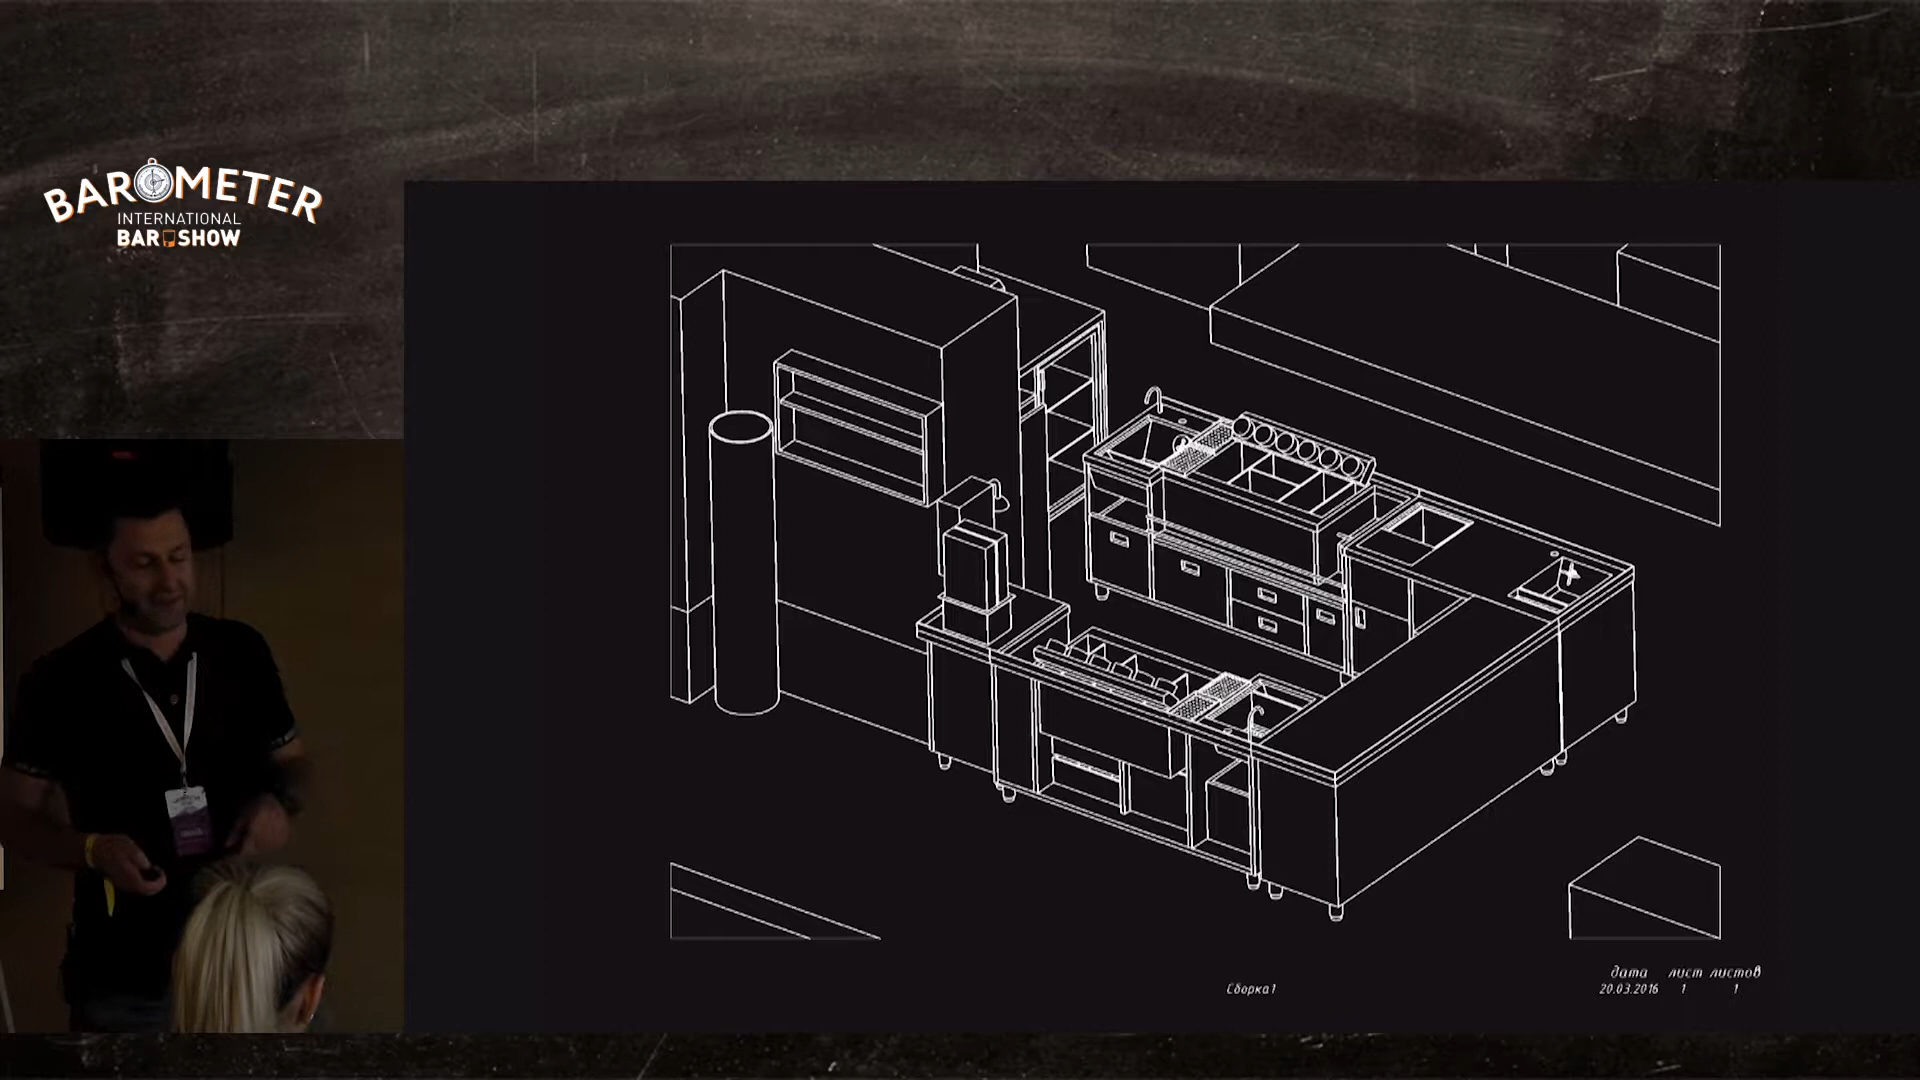 BAROMETER
INTERNATIONAL
BAR SHOW
дата лист листов
20.03.2016 1 1
Сборка1